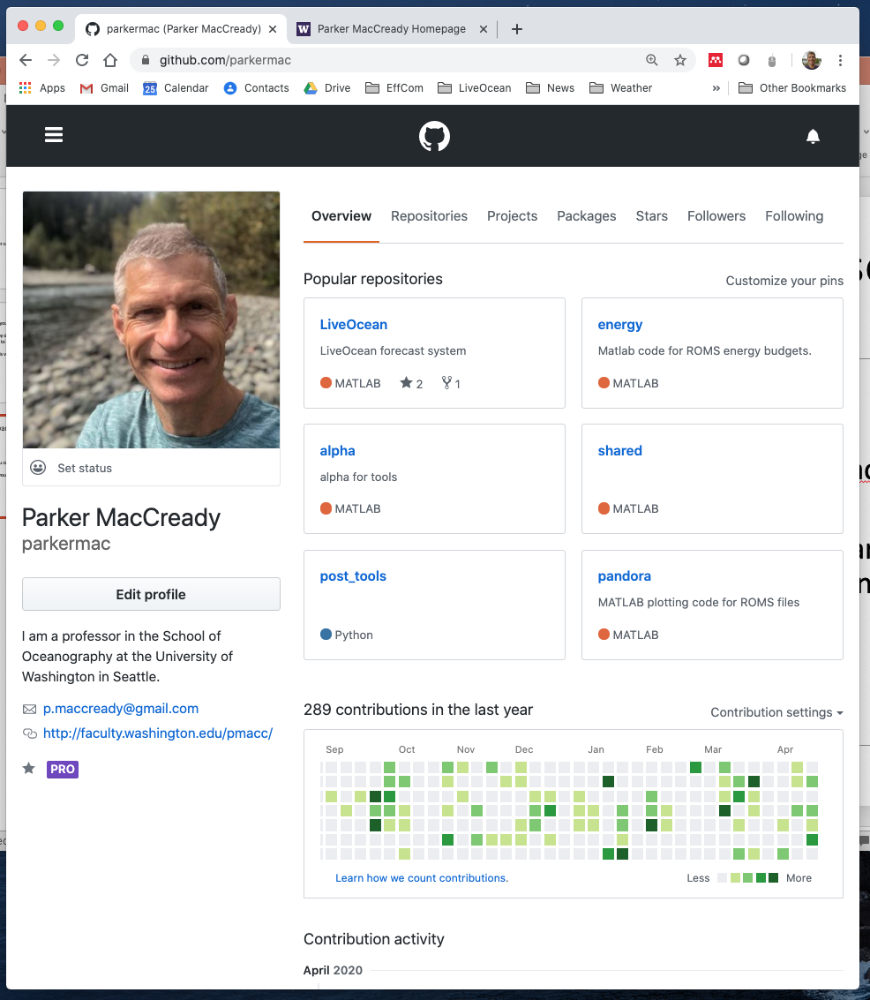 parkermac (Parker MacCready)
W Parker MacCready Homepage
github.com/parkermac
Apps Gmail 25 Calendar Contacts Drive EffCom LiveOcean News Weather » Other Bookmarks
Overview Repositories Projects Packages Stars Followers Following
Set status
Parker MacCready
parkermac
Edit profile
I am a professor in the School of
Oceanography at the University of
Washington in Seattle.
p.maccready@gmail.com
http://faculty.washington.edu/pmacc/
PRO
Popular repositories
Customize your pins
LiveOcean
LiveOcean forecast system
MATLAB 2 1
energy
Matlab code for ROMS energy budgets.
MATLAB
alpha
alpha for tools
MATLAB
shared
MATLAB
post_tools
Python
pandora
MATLAB plotting code for ROMS files
MATLAB
289 contributions in the last year
Contribution settings
Sep Oct Nov Dec Jan Feb Mar Apr
Learn how we count contributions.
Less More
Contribution activity
April 2020